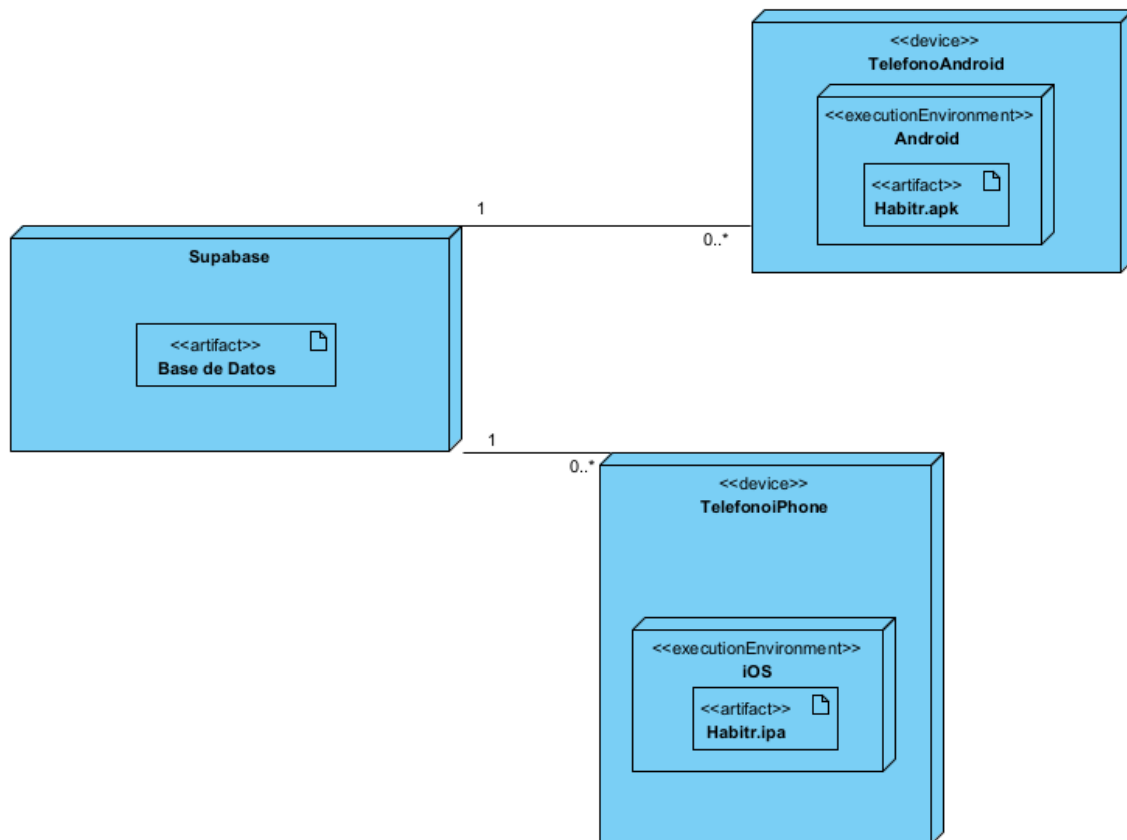 <<device>>
TelefonoAndroid
<<executionEnvironment>>
Android
<<artifact>>
Habitr.apk
1
0..*
Supabase
<<artifact>>
Base de Datos
1
0..*
<<device>>
TelefonoiPhone
<<executionEnvironment>>
iOS
<<artifact>>
Habitr.ipa